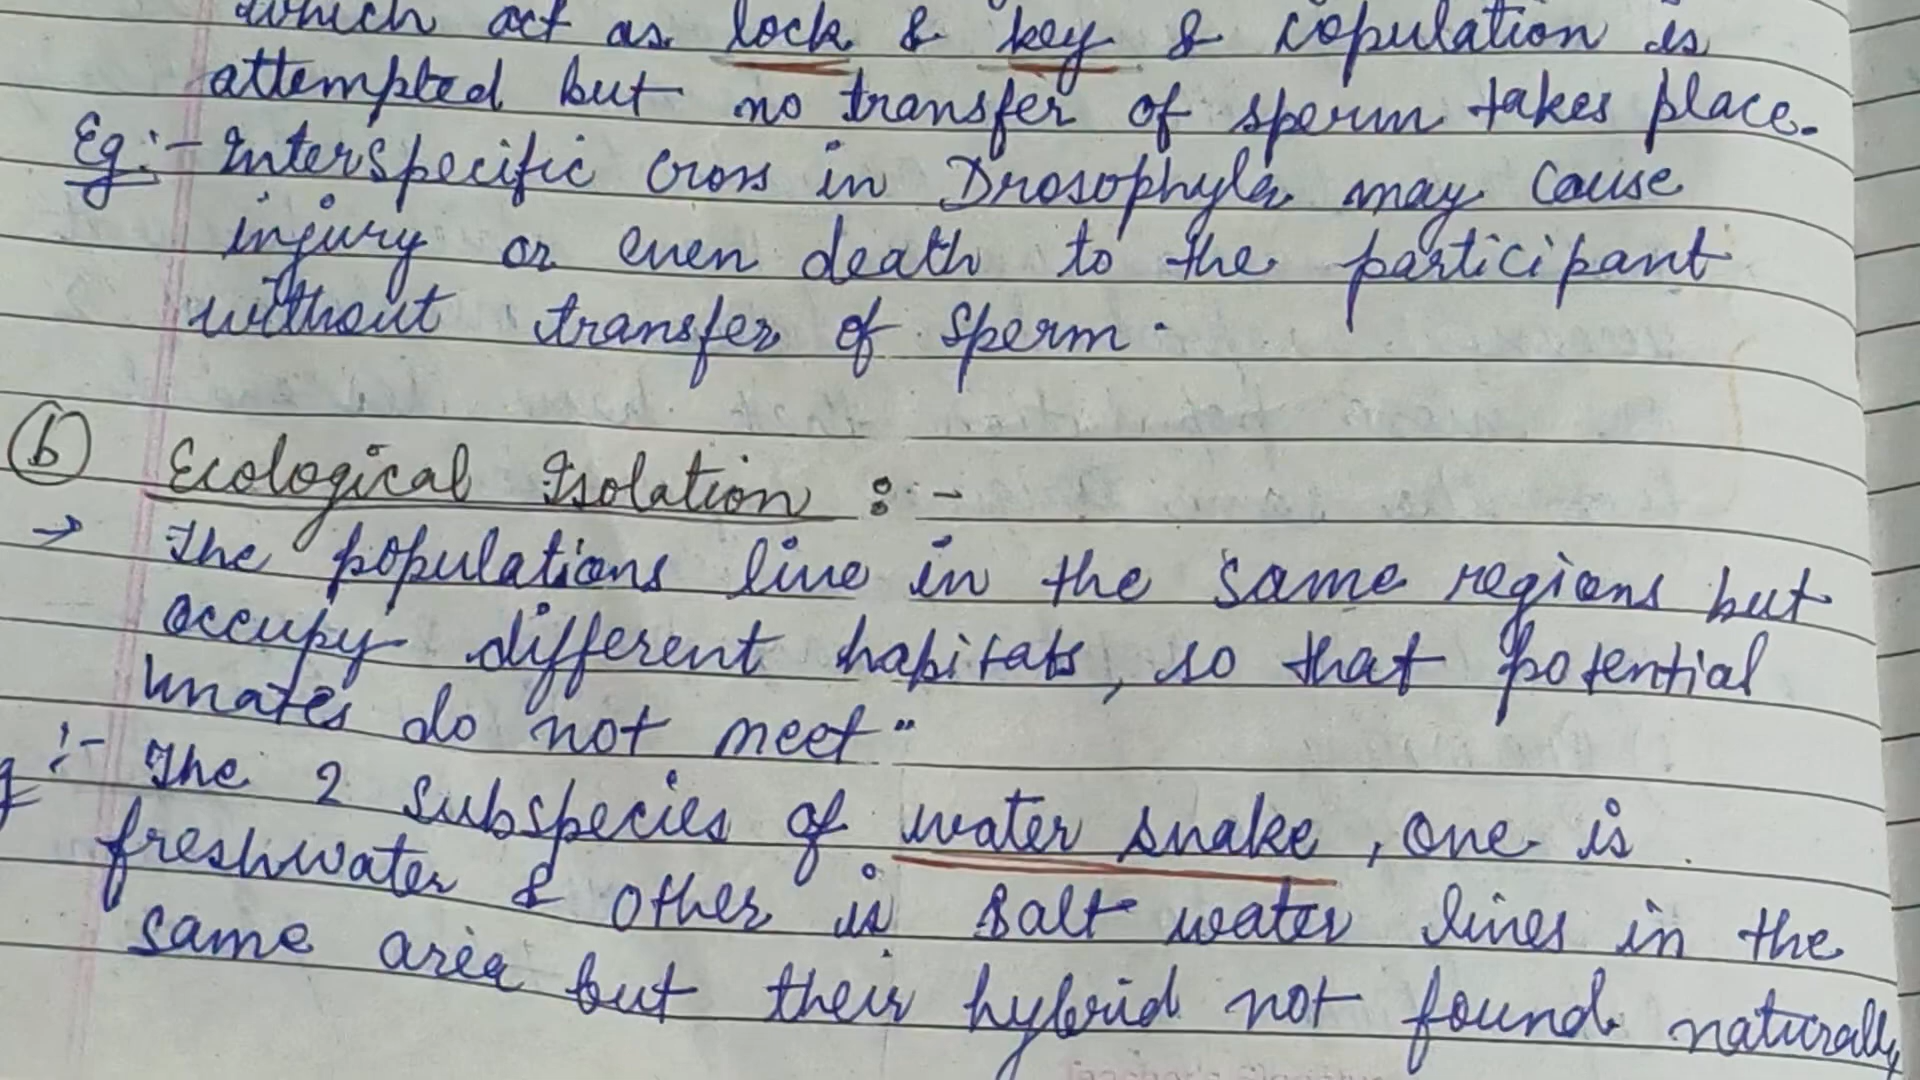 which act as lock & key & copulation is
attempted but no transfer of sperm takes place.
Eg:- Interspecific cross in Drosophyla may cause
injury or even death to the participant
without transfer of sperm.
(b) Ecological Isolation :-
→ The populations live in the same regions but
occupy different habitats, so that potential
mates do not meet"
g :- The 2 subspecies of water snake, one is
freshwater & other is salt water lives in the
same area but their hybrid not found naturally